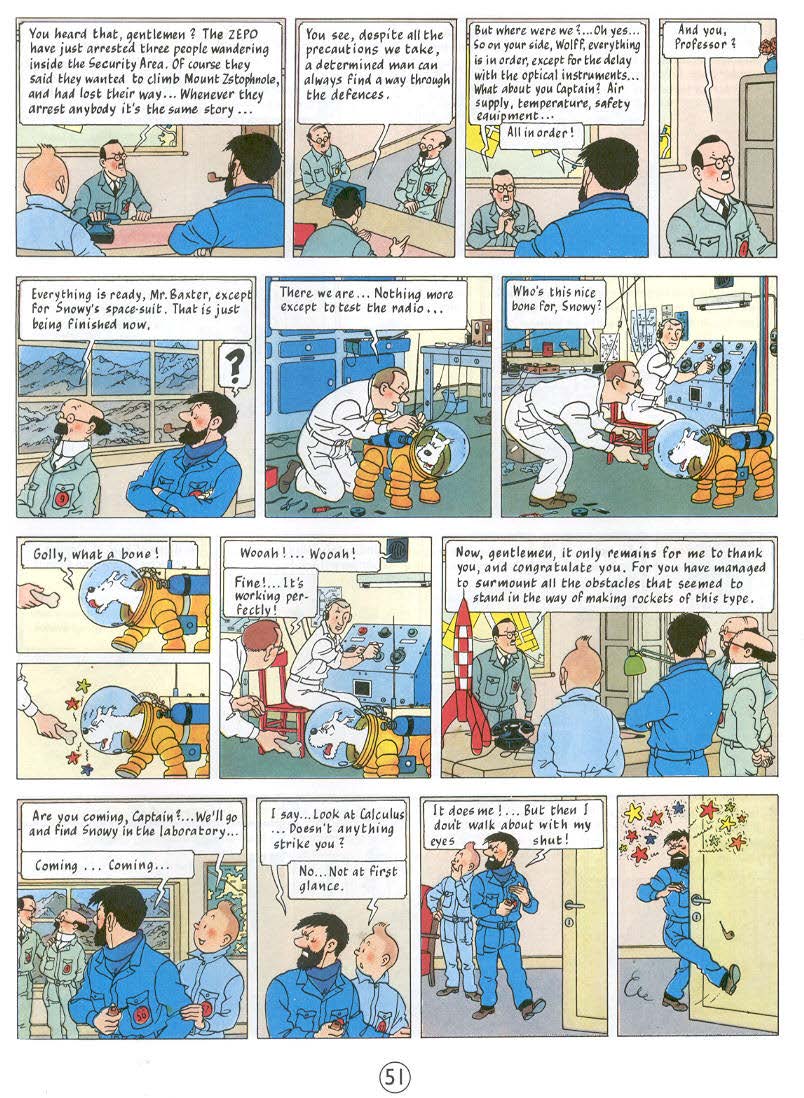 You heard that, gentlemen? The ZEPO
have just arrested three people wandering
inside the Security Area. Of course they
said they wanted to climb Mount Zstophnole,
and had lost their way... Whenever they
arrest anybody it's the same story...
You see, despite all the
precautions we take,
a determined man can
always find a way through
the defences.
But where were we?...Oh yes...
So on your side, Wolff, everything
is in order, except for the delay
with the optical instruments...
What about you Captain? Air
supply, temperature, safety
equipment...
All in order!
And you,
Professor?
Everything is ready, Mr. Baxter, except
for Snowy's space-suit. That is just
being finished now.
?
9
There we are... Nothing more
except to test the radio...
Who's this nice
bone for, Snowy?
Golly, what a bone!
Wooah!... Wooah!
Fine!...It's
working per-
fectly!
Now, gentlemen, it only remains for me to thank
you, and congratulate you. For you have managed
to surmount all the obstacles that seemed to
stand in the way of making rockets of this type.
Are you coming, Captain?...We'll go
and find Snowy in the laboratory...
Coming ... Coming...
I say...Look at Calculus
... Doesn't anything
strike you?
No...Not at first
glance.
It does me!... But then I
don't walk about with my
eyes shut!
51